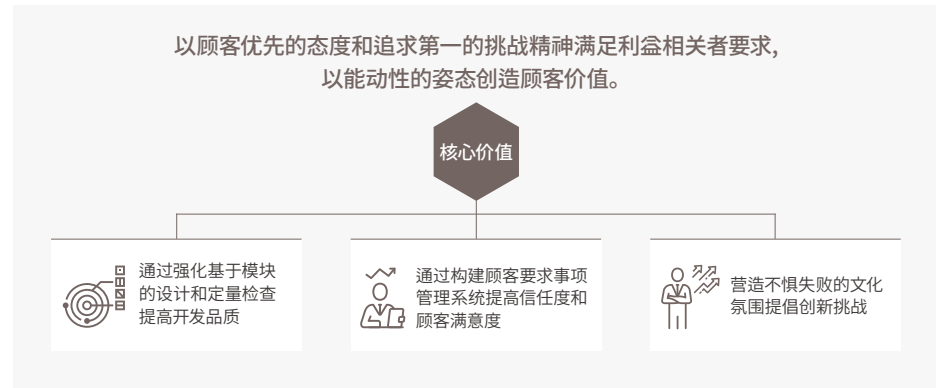 以顾客优先的态度和追求第一的挑战精神满足利益相关者要求,
以能动性的姿态创造顾客价值。
核心价值
通过强化基于模块
的设计和定量检查
提高开发品质
通过构建顾客要求事项
管理系统提高信任度和
顾客满意度
营造不惧失败的文化
氛围提倡创新挑战